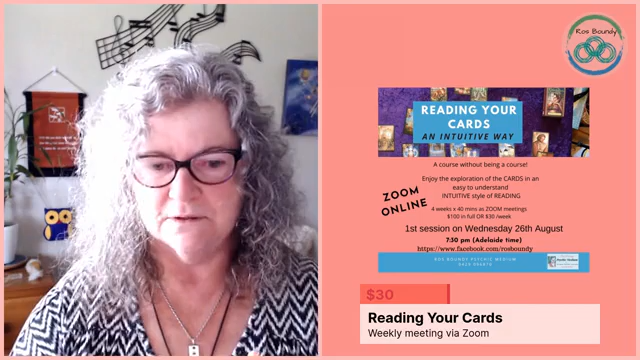 Ros Boundy
READING YOUR
CARDS
AN INTUITIVE WAY
A course without being a course!
Enjoy the exploration of the CARDS in an
easy to understand
INTUITIVE style of READING
ZOOM
ONLINE
4 weeks x 40 mins as ZOOM meetings
$100 in full OR $30 /week
1st session on Wednesday 26th August
7:30 pm (Adelaide time)
https://www.facebook.com/rosboundy
ROS BOUNDY PSYCHIC MEDIUM
$30
Reading Your Cards
Weekly meeting via Zoom